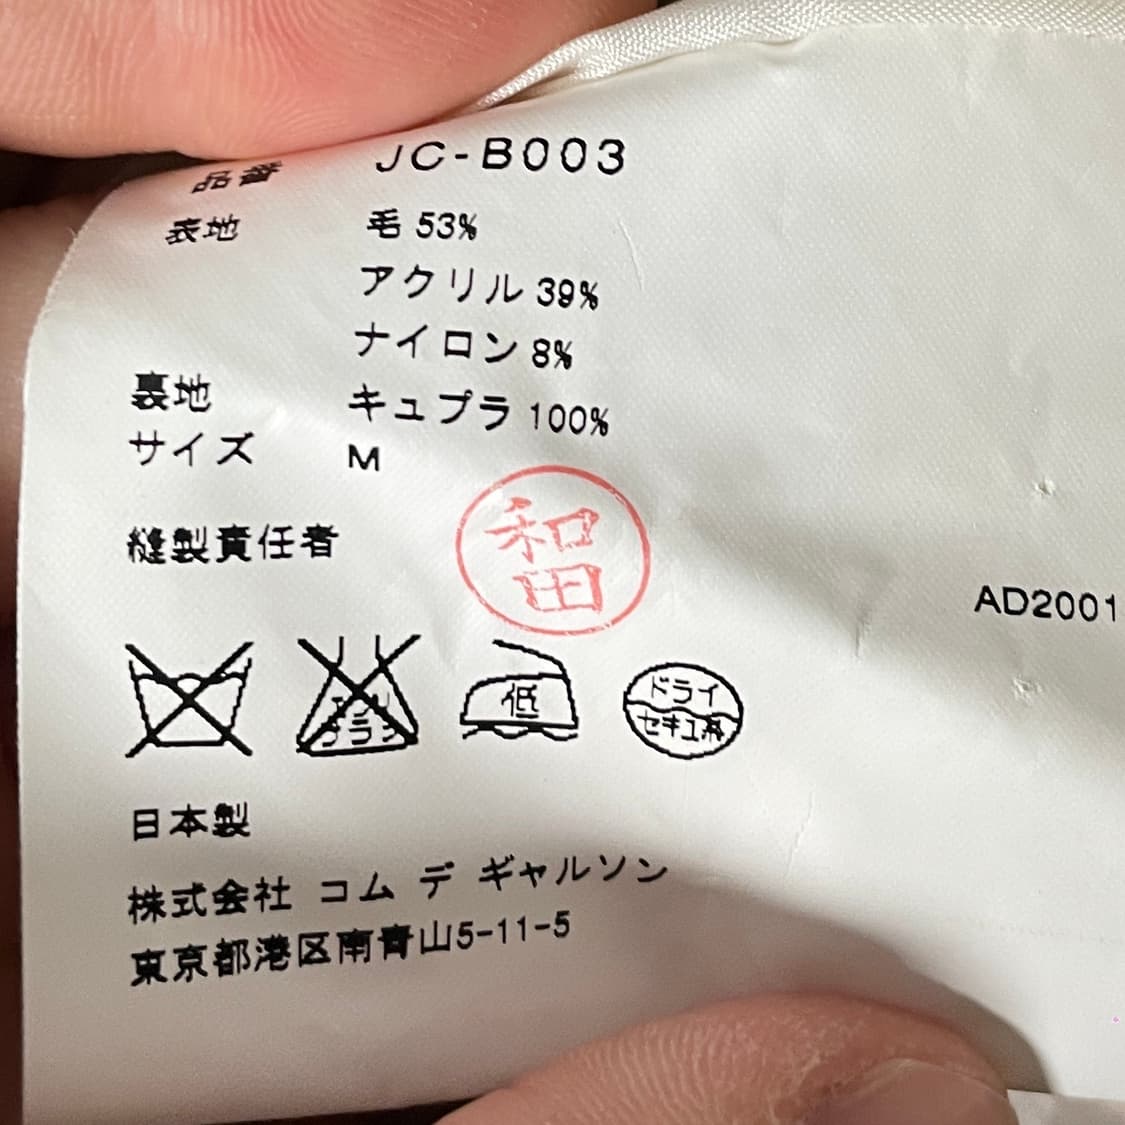 品番 JC-B003
表地 毛 53%
アクリル 39%
ナイロン 8%
裏地 キュプラ 100%
サイズ M
縫製責任者
和田
AD2001
低
ドライ
セキユ系
日本製
株式会社 コム デ ギャルソン
東京都港区南青山5-11-5